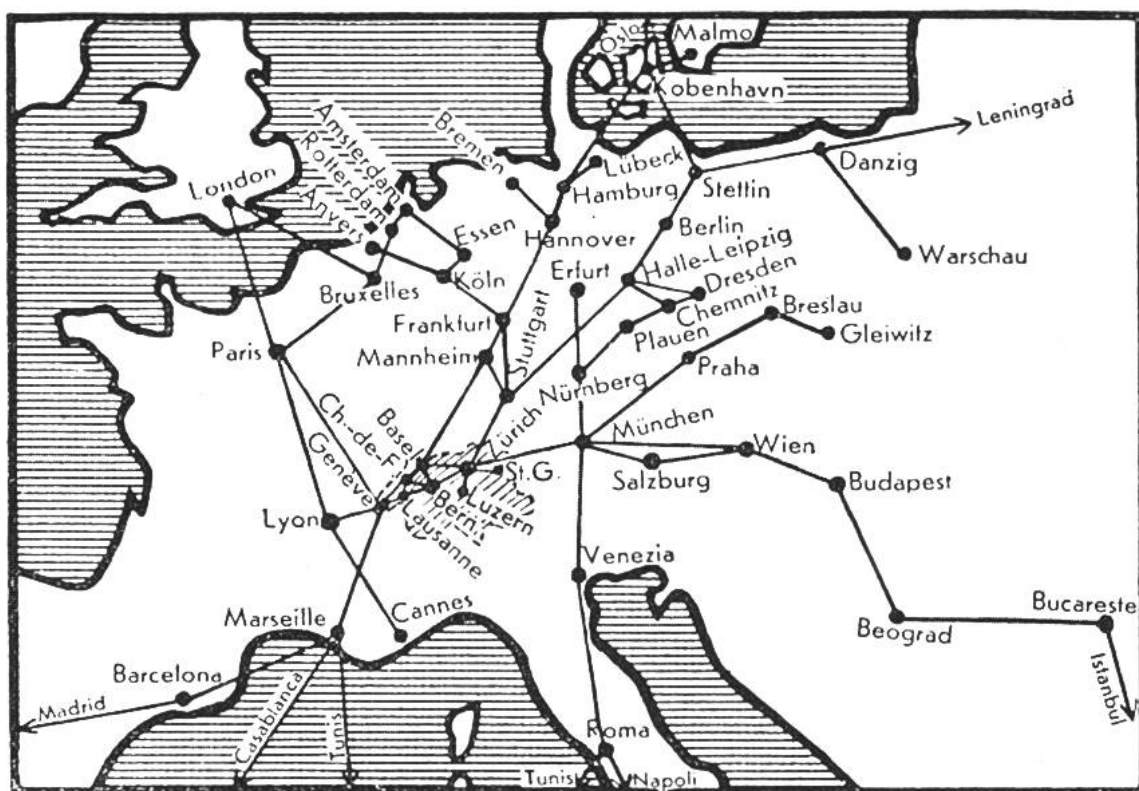 Oslo
Malmo
Kobenhavn
Leningrad
Amsterdam
Rotterdam
Anvers
Bremen
Lübeck
Hamburg
Stettin
Danzig
London
Essen
Hannover
Berlin
Warschau
Bruxelles
Köln
Erfurt
Halle-Leipzig
Dresden
Chemnitz
Breslau
Gleiwitz
Frankfurt
Stuttgart
Plauen
Paris
Mannheim
Nürnberg
Praha
Ch.-de-F.
Basel
Zürich
München
Wien
Genève
St.G.
Salzburg
Budapest
Lyon
Bern
Luzern
Lausanne
Venezia
Marseille
Cannes
Beograd
Bucareste
Barcelona
Madrid
Casablanca
Tunis
Roma
Istanbul
Tunis
Napoli